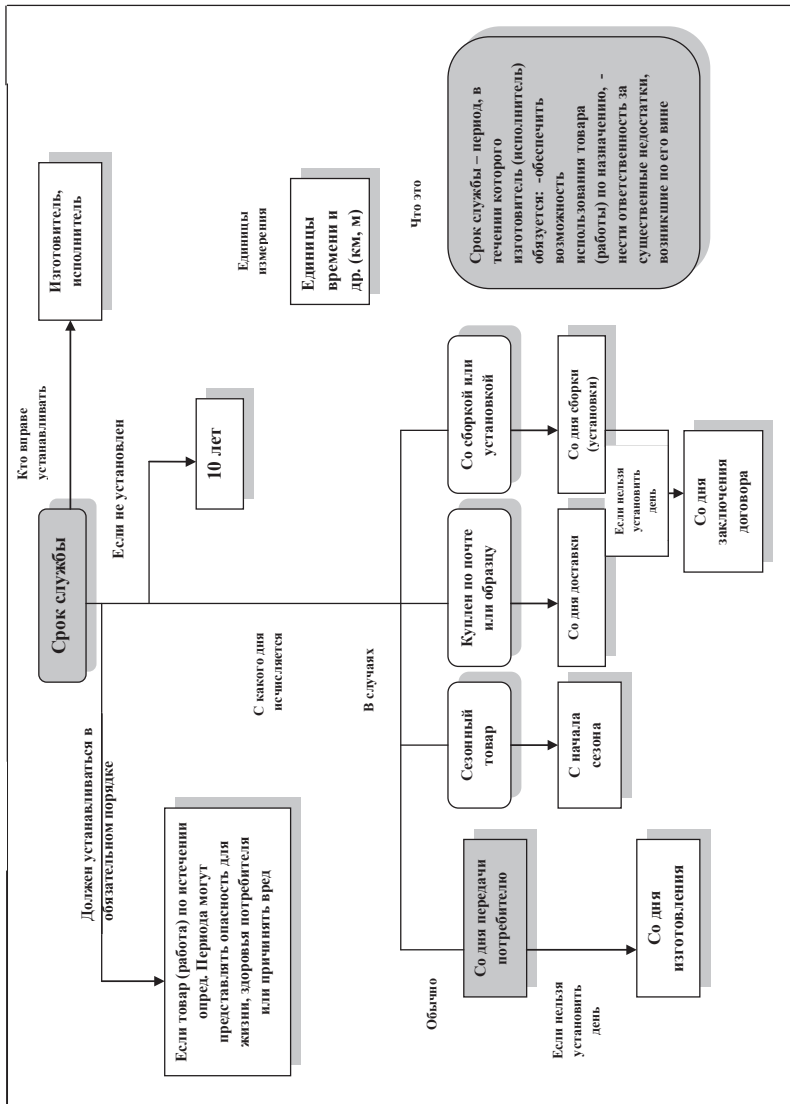 Срок службы
Кто вправе
устанавливать
Изготовитель,
исполнитель
Должен устанавливаться в
обязательном порядке
Если товар (работа) по истечении
опред. Периода могут
представлять опасность для
жизни, здоровья потребителя
или причинять вред
Если не установлен
10 лет
Единицы
измерения
Единицы
времени и
др. (км, м)
С какого дня
исчисляется
Обычно
Со дня передачи
потребителю
Если нельзя
установить
день
Со дня
изготовления
В случаях
Сезонный
товар
С начала
сезона
Куплен по почте
или образцу
Со дня доставки
Со сборкой или
установкой
Со дня сборки
(установки)
Если нельзя
установить
день
Со дня
заключения
договора
Что это
Срок службы – период, в
течении которого
изготовитель (исполнитель)
обязуется: -обеспечить
возможность
использования товара
(работы) по назначению, -
нести ответственность за
существенные недостатки,
возникшие по его вине